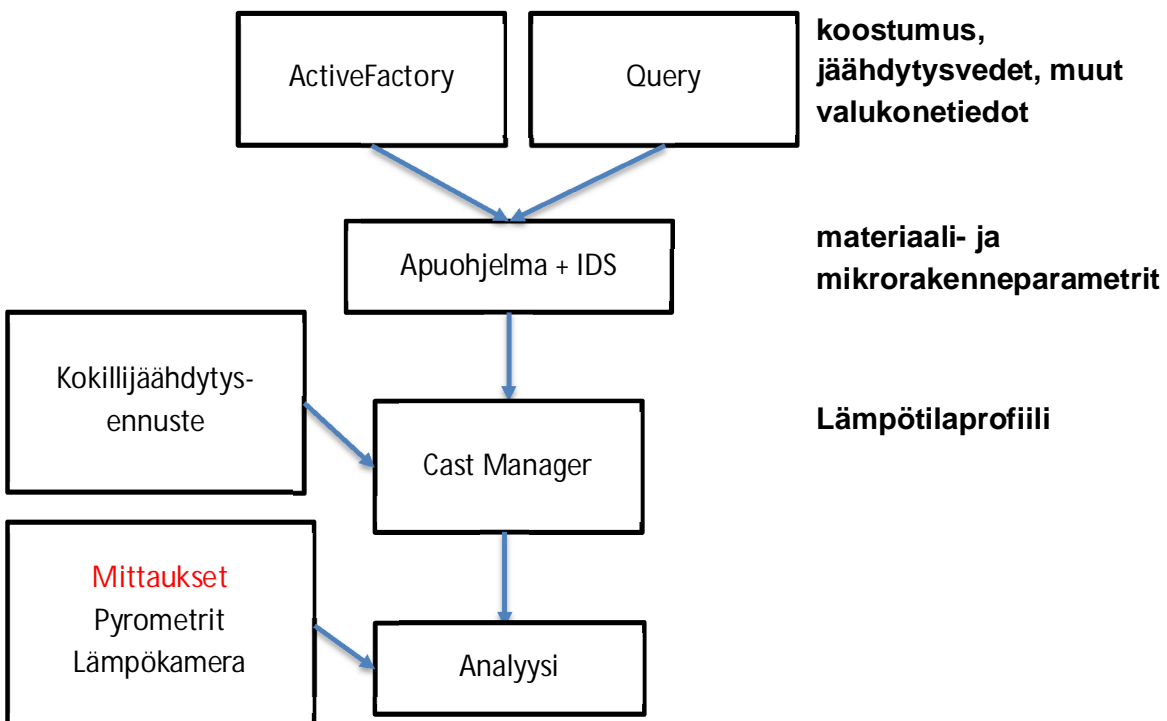 ActiveFactory
Query
koostumus,
jäähdytysvedet, muut
valukonetiedot
Apuohjelma + IDS
materiaali- ja
mikrorakenneparametrit
Kokillijäähdytys-
ennuste
Cast Manager
Lämpötilaprofiili
Mittaukset
Pyrometrit
Lämpökamera
Analyysi